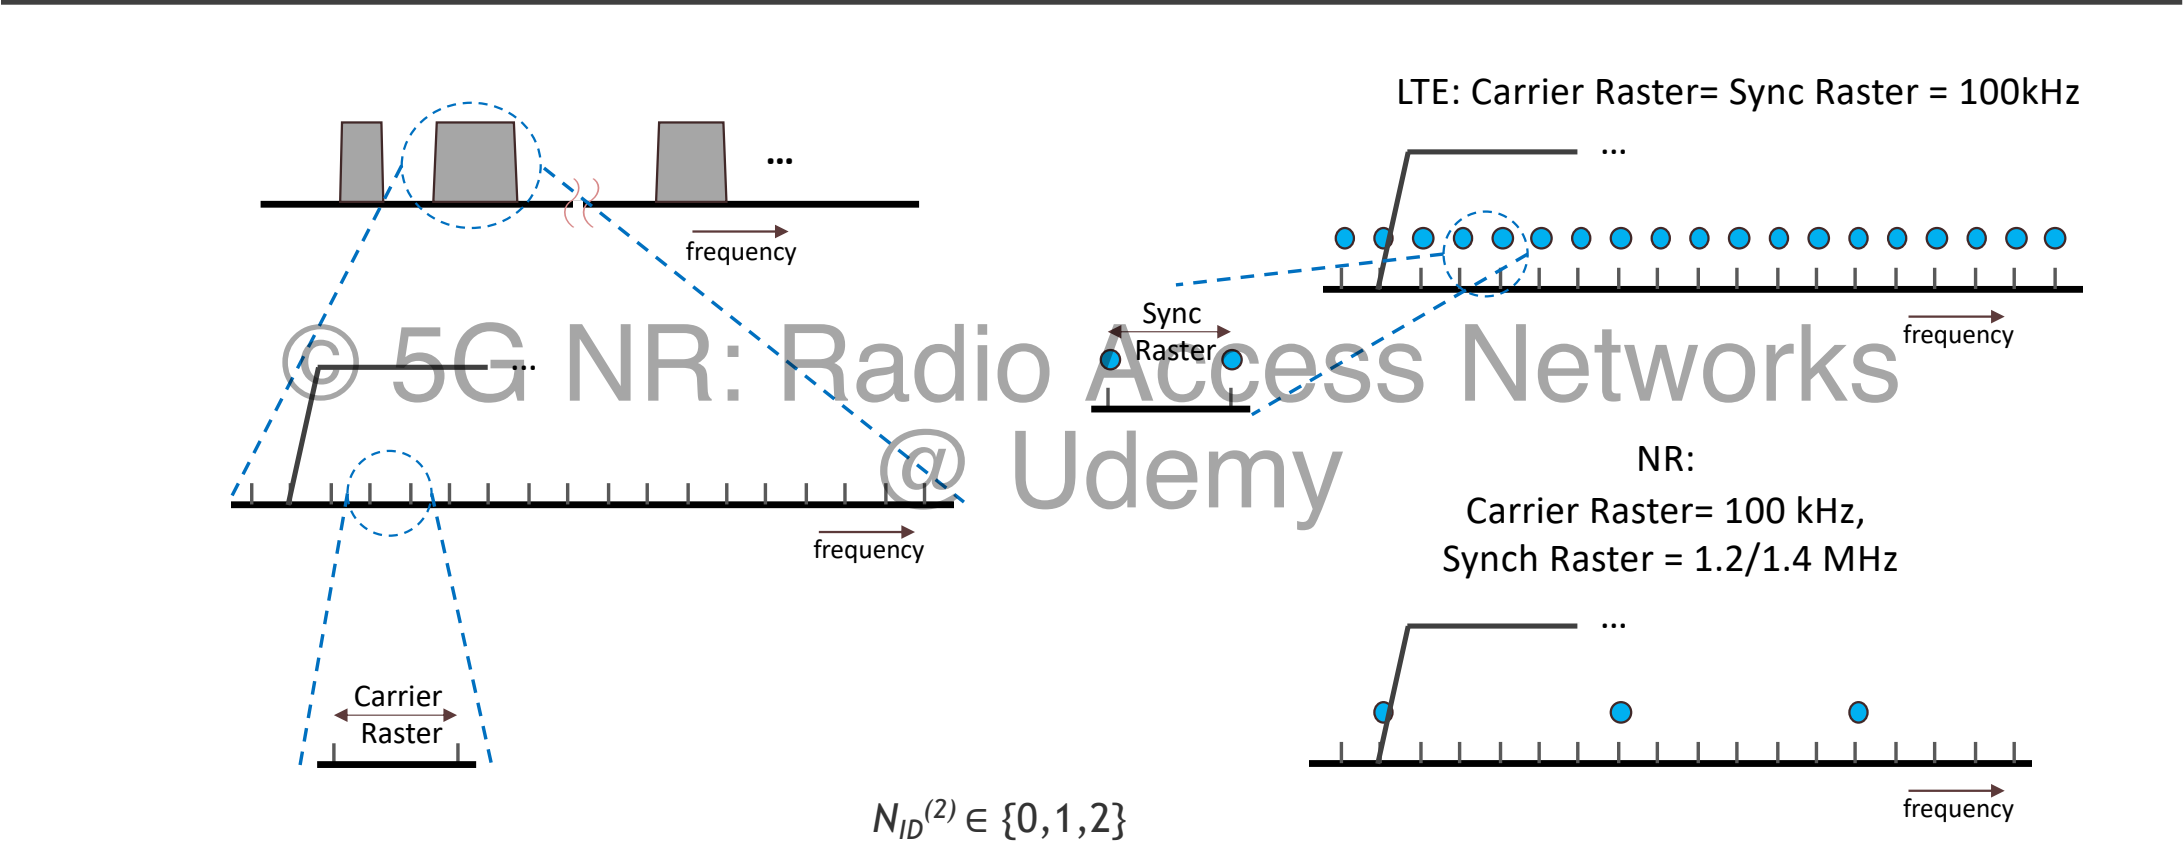 LTE: Carrier Raster= Sync Raster = 100kHz
...
...
frequency
Sync
Raster
frequency
© 5G NR: Radio Access Networks
@ Udemy
...
frequency
NR:
Carrier Raster= 100 kHz,
Synch Raster = 1.2/1.4 MHz
...
Carrier
Raster
frequency
N_ID^(2) ∈ {0,1,2}